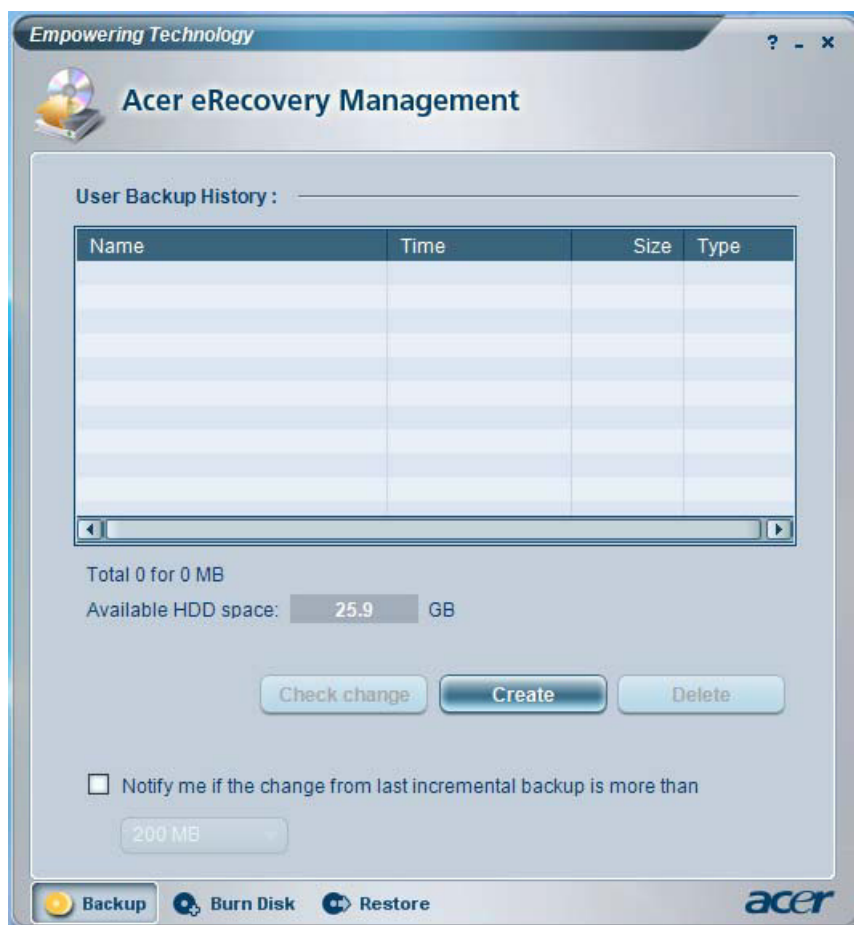 Empowering Technology
? - ×
Acer eRecovery Management
User Backup History :
Name Time Size Type
Total 0 for 0 MB
Available HDD space: 25.9 GB
Check change Create Delete
Notify me if the change from last incremental backup is more than
200 MB
Backup Burn Disk Restore acer